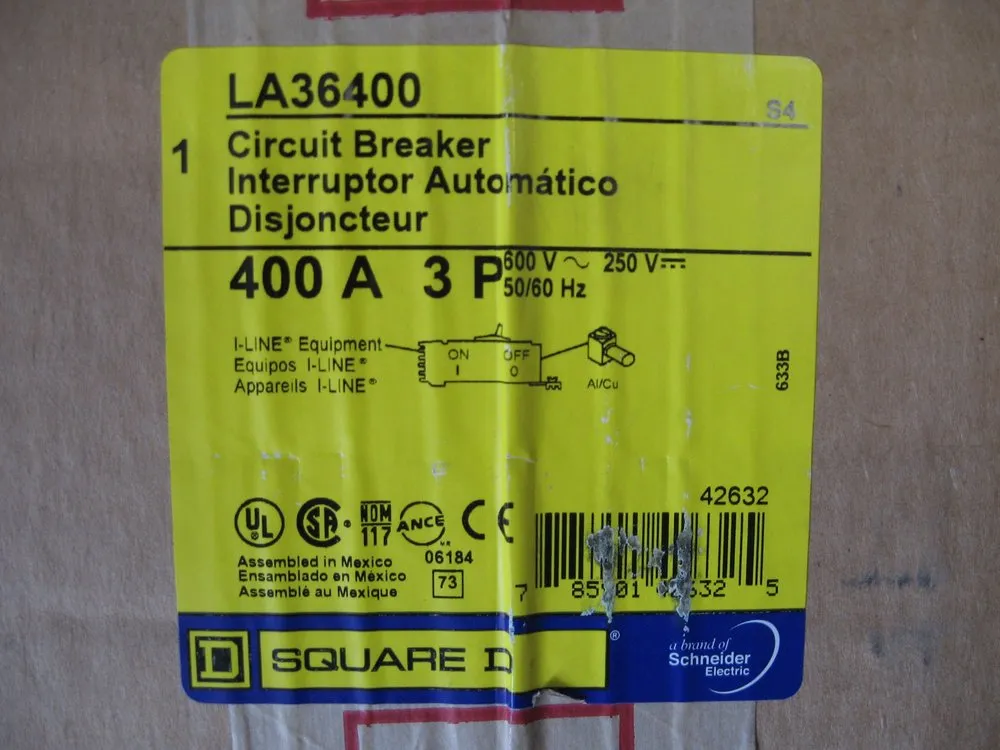 LA36400
S4
1
Circuit Breaker
Interruptor Automático
Disjoncteur
400 A 3 P 600 V ~ 250 V⎓
50/60 Hz
I-LINE® Equipment
Equipos I-LINE®
Appareils I-LINE®
ON OFF
I O
Al/Cu
633B
42632
UL SA NOM 117 ANCE CE
Assembled in Mexico
06184
Ensamblado en México
73
Assemblé au Mexique
7 5
SQUARE D ®
a brand of
Schneider
Electric